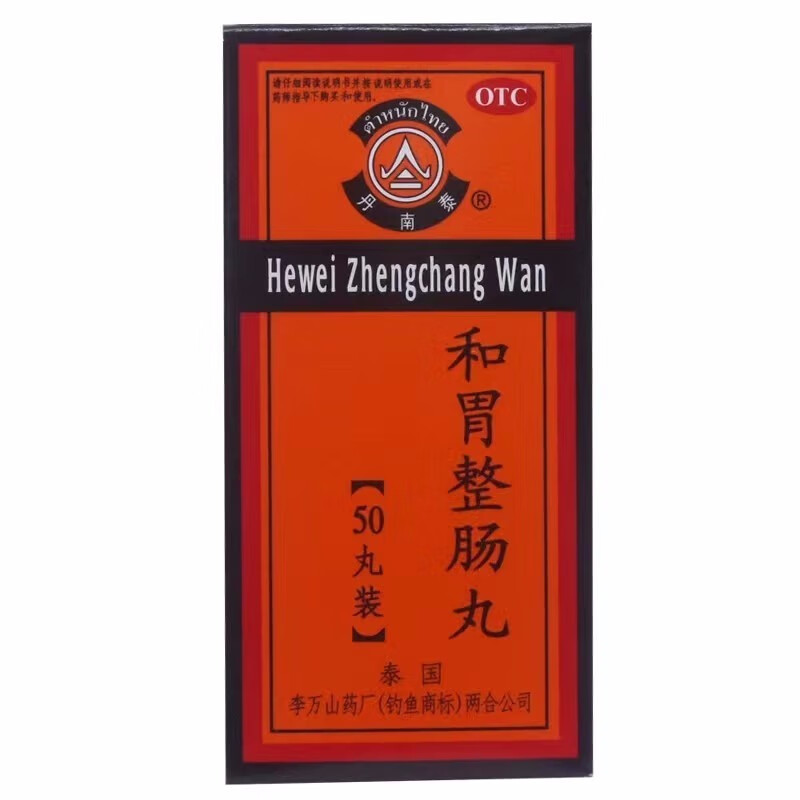 请仔细阅读说明书并按说明使用或在
药师指导下购买和使用。
OTC
ตำหนักไทย
丹南泰
®
Hewei Zhengchang Wan
和胃整肠丸
【50丸装】
泰国
李万山药厂(钓鱼商标)两合公司